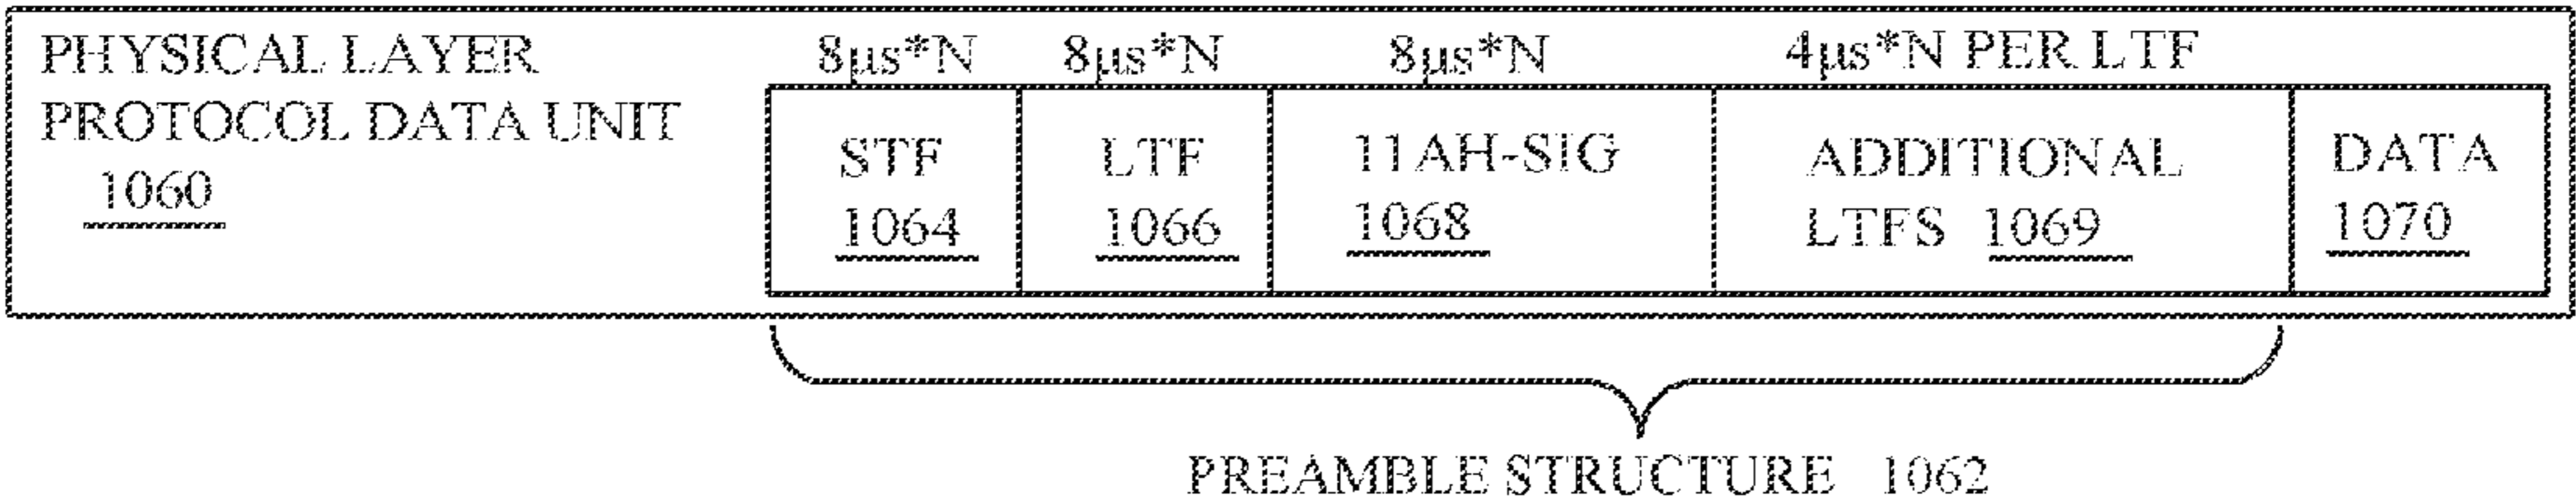 PHYSICAL LAYER
PROTOCOL DATA UNIT
1060
8µs*N 8µs*N 8µs*N 4µs*N PER LTF
STF
1064
LTF
1066
11AH-SIG
1068
ADDITIONAL
LTFS 1069
DATA
1070
PREAMBLE STRUCTURE 1062